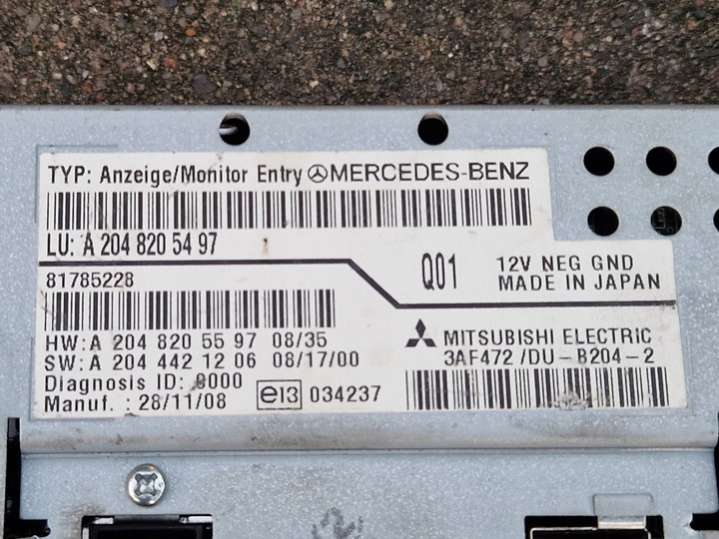 TYP: Anzeige/Monitor Entry MERCEDES-BENZ
LU: A 204 820 54 97
81785228
Q01
12V NEG GND
MADE IN JAPAN
HW: A 204 820 55 97 08/35
SW: A 204 442 12 06 08/17/00
Diagnosis ID: 9000
Manuf.: 28/11/08
e13 034237
MITSUBISHI ELECTRIC
3AF472/DU-B204-2